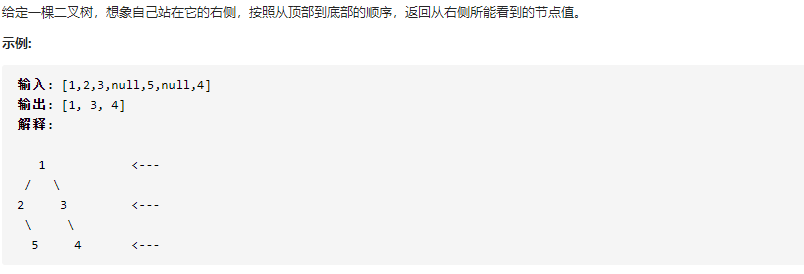 给定一棵二叉树，想象自己站在它的右侧，按照从顶部到底部的顺序，返回从右侧所能看到的节点值。
示例:
输入: [1,2,3,null,5,null,4]
输出: [1, 3, 4]
解释:
   1            <---
 /   \
2     3         <---
 \     \
  5     4       <---